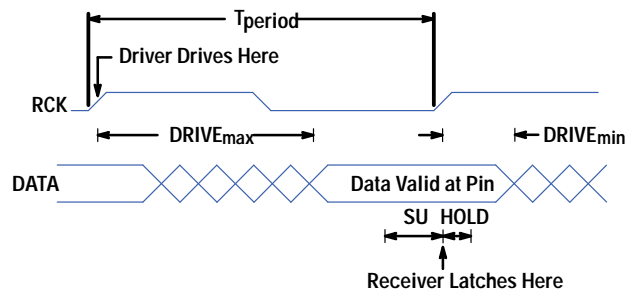 Tperiod
Driver Drives Here
RCK
DRIVEmax
DRIVEmin
DATA
Data Valid at Pin
SU HOLD
Receiver Latches Here